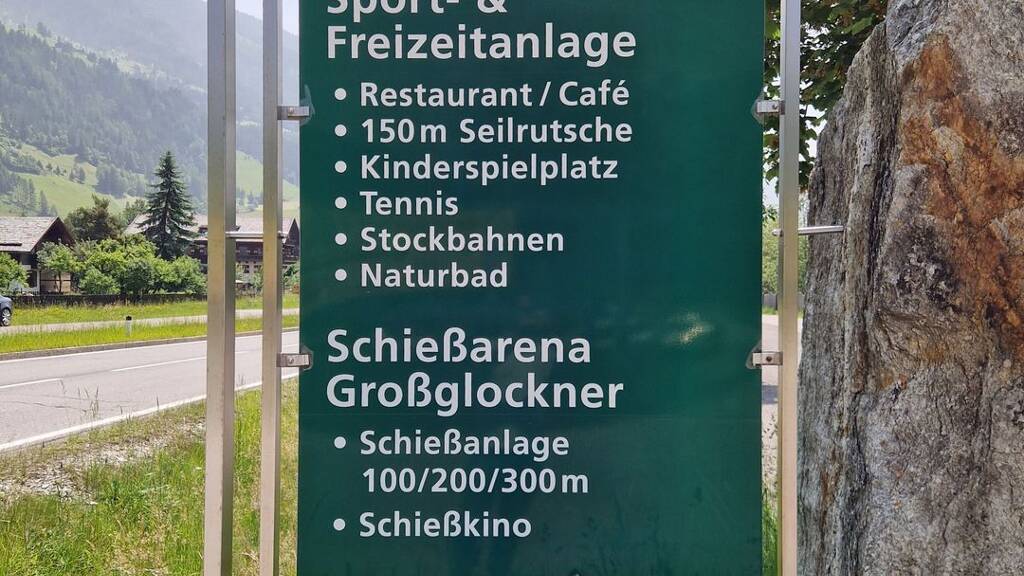 Sport- &
Freizeitanlage
• Restaurant / Café
• 150 m Seilrutsche
• Kinderspielplatz
• Tennis
• Stockbahnen
• Naturbad
Schießarena
Großglockner
• Schießanlage
100/200/300 m
• Schießkino